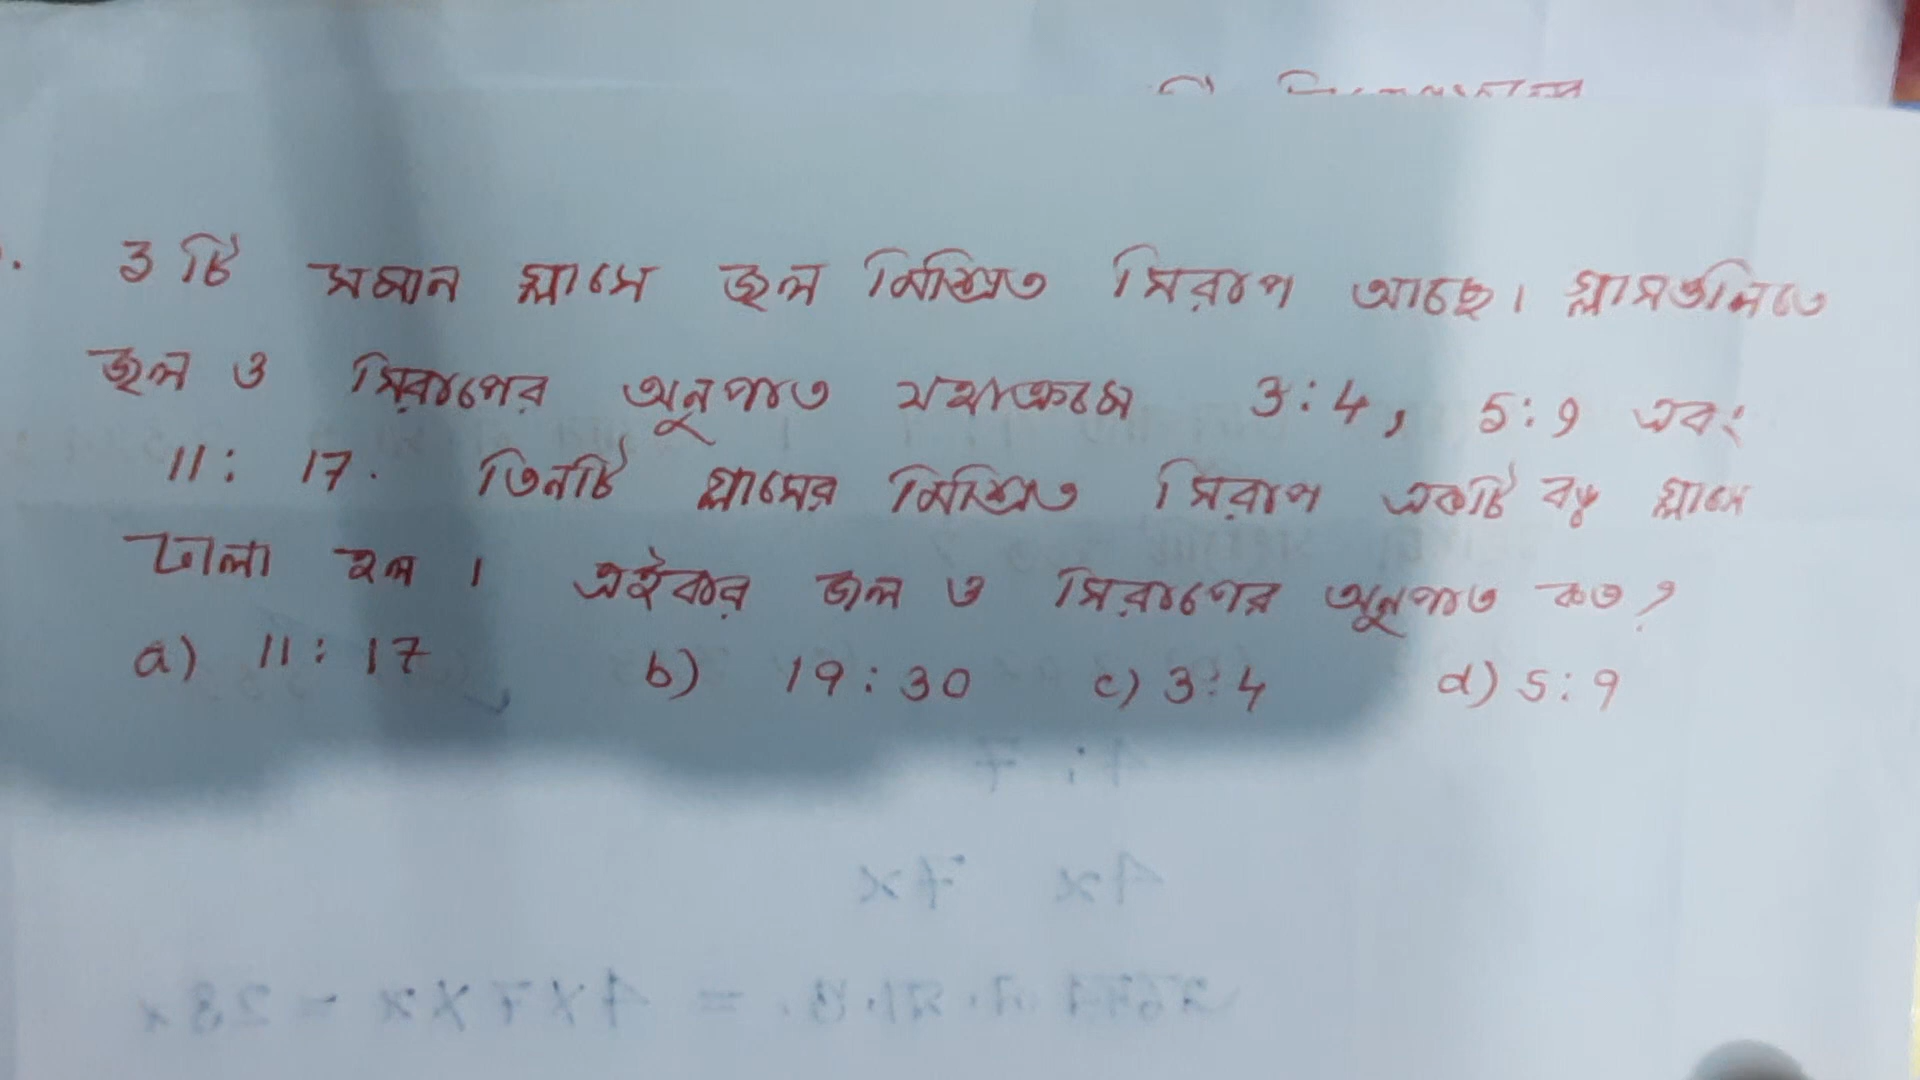 3 টি সমান গ্লাসে জল মিশ্রিত সিরাপ আছে। গ্লাসগুলিতে
জল ও সিরাপের অনুপাত যথাক্রমে 3:4, 5:9 এবং
11: 17. তিনটি গ্লাসের মিশ্রিত সিরাপ একটি বড় গ্লাসে
ঢালা হল। এইবার জল ও সিরাপের অনুপাত কত?
a) 11:17 b) 19:30 c) 3:4 d) 5:9